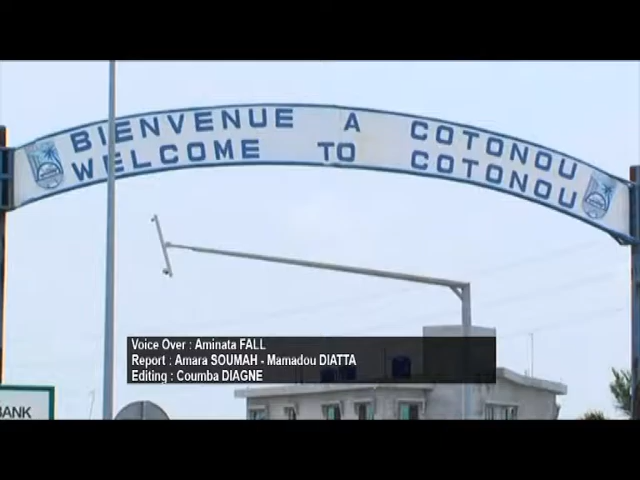 BIENVENUE A COTONOU
WELCOME TO COTONOU
Voice Over : Aminata FALL
Report : Amara SOUMAH - Mamadou DIATTA
Editing : Coumba DIAGNE
BANK